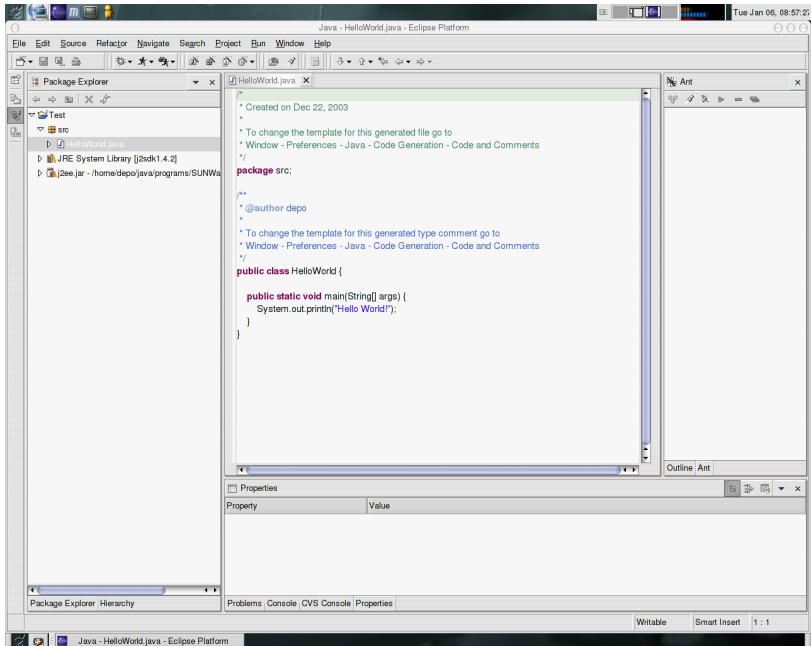 Tue Jan 06, 08:57:2
Java - HelloWorld.java - Eclipse Platform
File Edit Source Refactor Navigate Search Project Run Window Help
Package Explorer
Test
src
HelloWorld.java
JRE System Library [j2sdk1.4.2]
j2ee.jar - /home/depo/java/programs/SUNWa
HelloWorld.java
/*
* Created on Dec 22, 2003
*
* To change the template for this generated file go to
* Window - Preferences - Java - Code Generation - Code and Comments
*/
package src;
/**
* @author depo
*
* To change the template for this generated type comment go to
* Window - Preferences - Java - Code Generation - Code and Comments
*/
public class HelloWorld {
public static void main(String[] args) {
System.out.println("Hello World!");
}
}
Ant
Outline Ant
Properties
Property Value
Package Explorer Hierarchy
Problems Console CVS Console Properties
Writable Smart Insert 1 : 1
Java - HelloWorld.java - Eclipse Platform